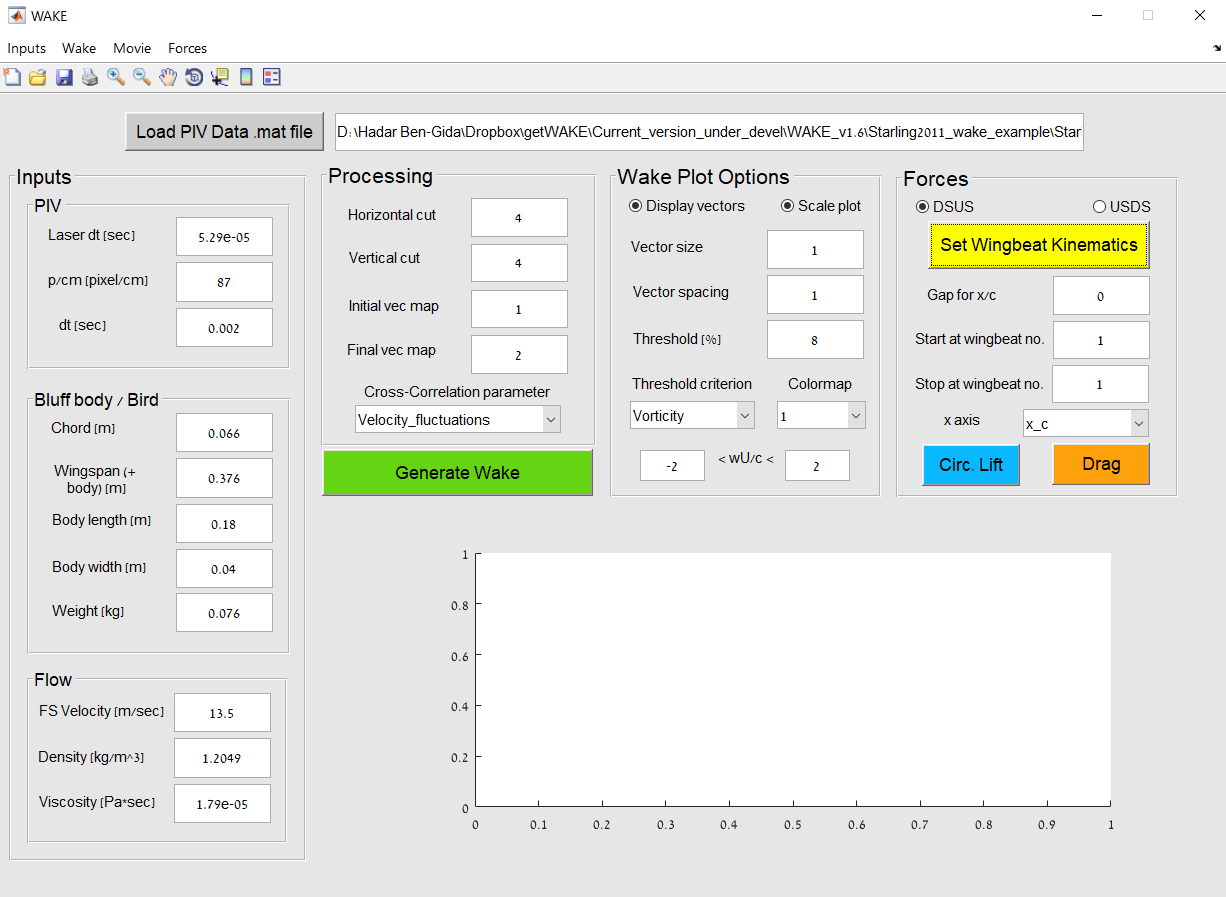 WAKE
Inputs Wake Movie Forces
Load PIV Data .mat file
D:\Hadar Ben-Gida\Dropbox\getWAKE\Current_version_under_devel\WAKE_v1.6\Starling2011_wake_example\Star
Inputs
PIV
Laser dt [sec] 5.29e-05
p/cm [pixel/cm] 87
dt [sec] 0.002
Bluff body / Bird
Chord [m] 0.066
Wingspan (+
body) [m] 0.376
Body length [m] 0.18
Body width [m] 0.04
Weight [kg] 0.076
Flow
FS Velocity [m/sec] 13.5
Density [kg/m^3] 1.2049
Viscosity [Pa*sec] 1.79e-05
Processing
Horizontal cut 4
Vertical cut 4
Initial vec map 1
Final vec map 2
Cross-Correlation parameter
Velocity_fluctuations
Generate Wake
Wake Plot Options
Display vectors Scale plot
Vector size 1
Vector spacing 1
Threshold [%] 8
Threshold criterion Colormap
Vorticity 1
-2 < wU/c < 2
Forces
DSUS USDS
Set Wingbeat Kinematics
Gap for x/c 0
Start at wingbeat no. 1
Stop at wingbeat no. 1
x axis x_c
Circ. Lift Drag
1
0.8
0.6
0.4
0.2
0
0 0.1 0.2 0.3 0.4 0.5 0.6 0.7 0.8 0.9 1